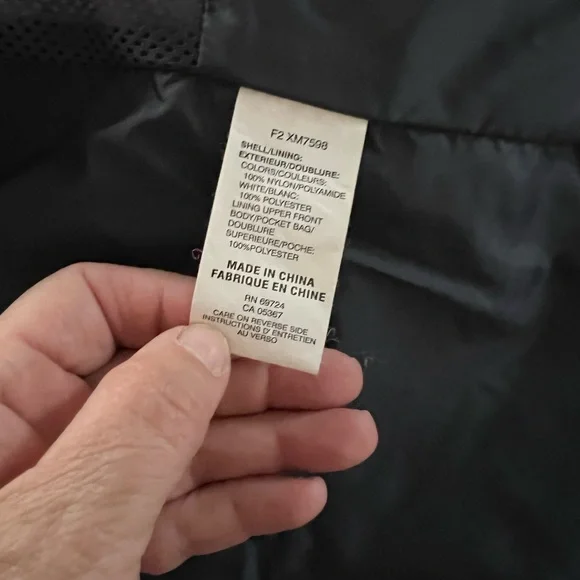 F2 XM7598
SHELL/LINING:
EXTERIEUR/DOUBLURE:
COLORS/COULEURS:
100% NYLON/POLYAMIDE
WHITE/BLANC:
100% POLYESTER
LINING UPPER FRONT
BODY/POCKET BAG/
DOUBLURE
SUPERIEURE/POCHE:
100%POLYESTER
MADE IN CHINA
FABRIQUE EN CHINE
RN 69724
CA 05367
CARE ON REVERSE SIDE
INSTRUCTIONS D' ENTRETIEN
AU VERSO